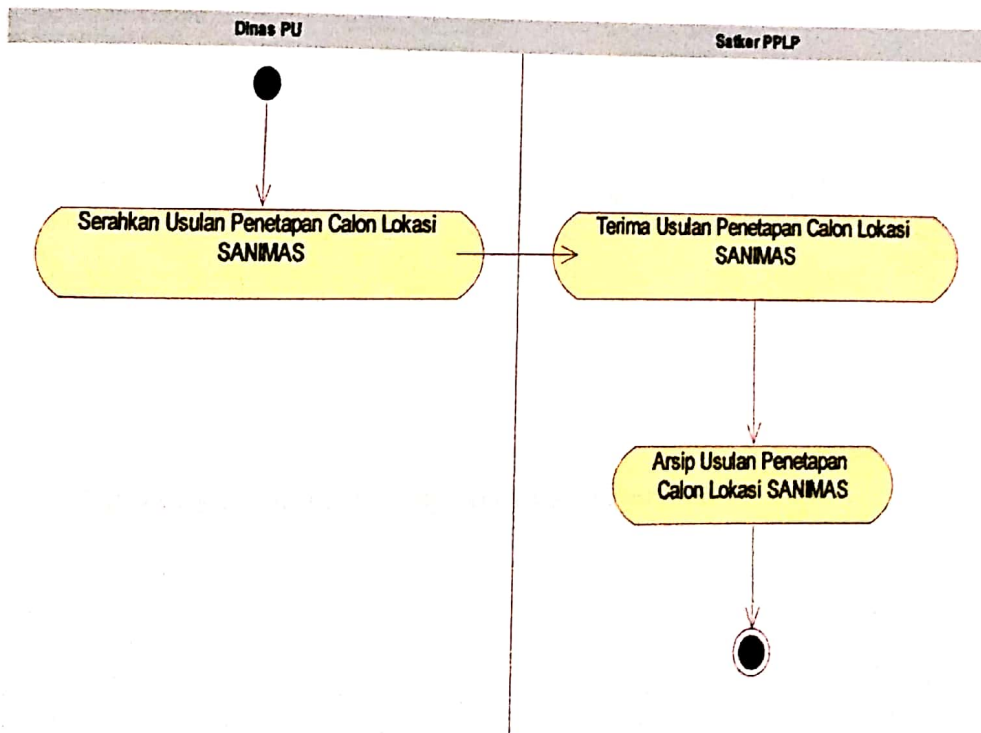 Dinas PU
Satker PPLP
Serahkan Usulan Penetapan Calon Lokasi
SANIMAS
Terima Usulan Penetapan Calon Lokasi
SANIMAS
Arsip Usulan Penetapan
Calon Lokasi SANIMAS